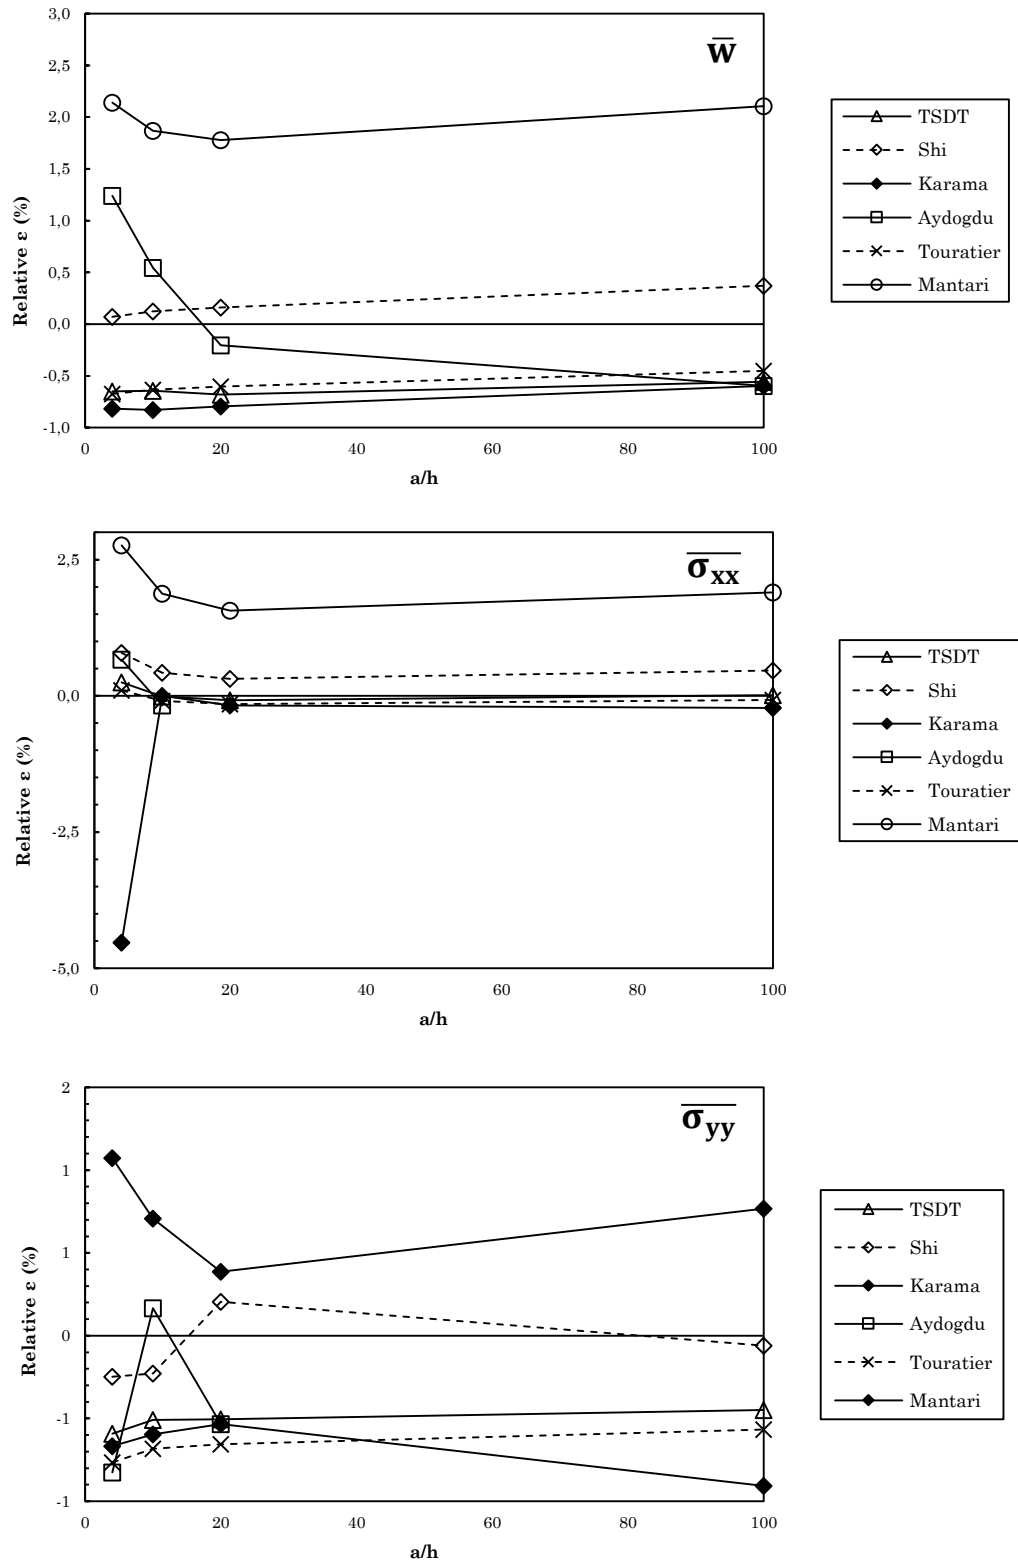 3,0
2,5
2,0
1,5
1,0
0,5
0,0
-0,5
-1,0
Relative ε (%)
w̅
0 20 40 60 80 100
a/h
TSDT
Shi
Karama
Aydogdu
Touratier
Mantari
2,5
0,0
-2,5
-5,0
Relative ε (%)
σxx
0 20 40 60 80 100
a/h
TSDT
Shi
Karama
Aydogdu
Touratier
Mantari
2
1
1
0
-1
-1
Relative ε (%)
σyy
0 20 40 60 80 100
a/h
TSDT
Shi
Karama
Aydogdu
Touratier
Mantari